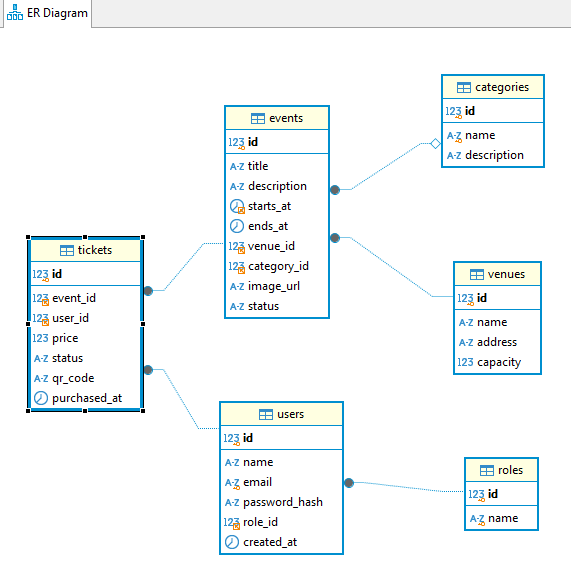 ER Diagram
categories
123 id
A-Z name
A-Z description
events
123 id
A-Z title
A-Z description
starts_at
ends_at
123 venue_id
123 category_id
A-Z image_url
A-Z status
tickets
123 id
123 event_id
123 user_id
123 price
A-Z status
A-Z qr_code
purchased_at
venues
123 id
A-Z name
A-Z address
123 capacity
users
123 id
A-Z name
A-Z email
A-Z password_hash
123 role_id
created_at
roles
123 id
A-Z name